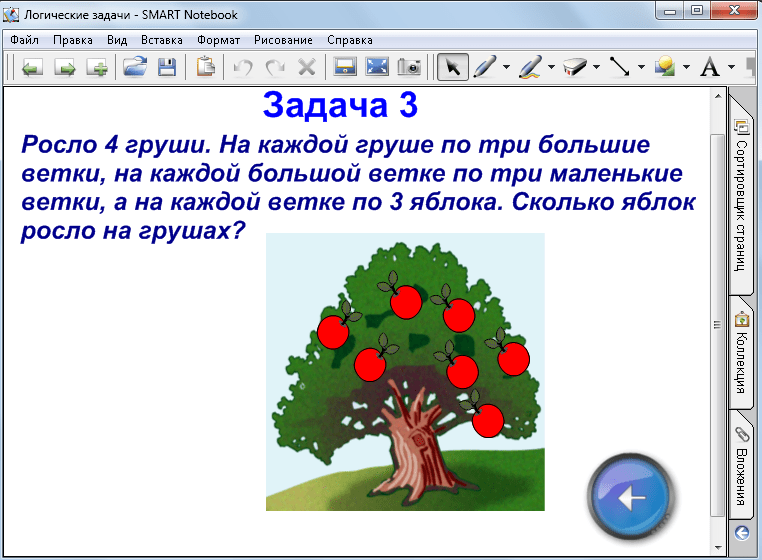 Логические задачи - SMART Notebook
Файл Правка Вид Вставка Формат Рисование Справка
A
Задача 3
Росло 4 груши. На каждой груше по три большие
ветки, на каждой большой ветке по три маленькие
ветки, а на каждой ветке по 3 яблока. Сколько яблок
росло на грушах?
Сортировщик страниц
Коллекция
Вложения